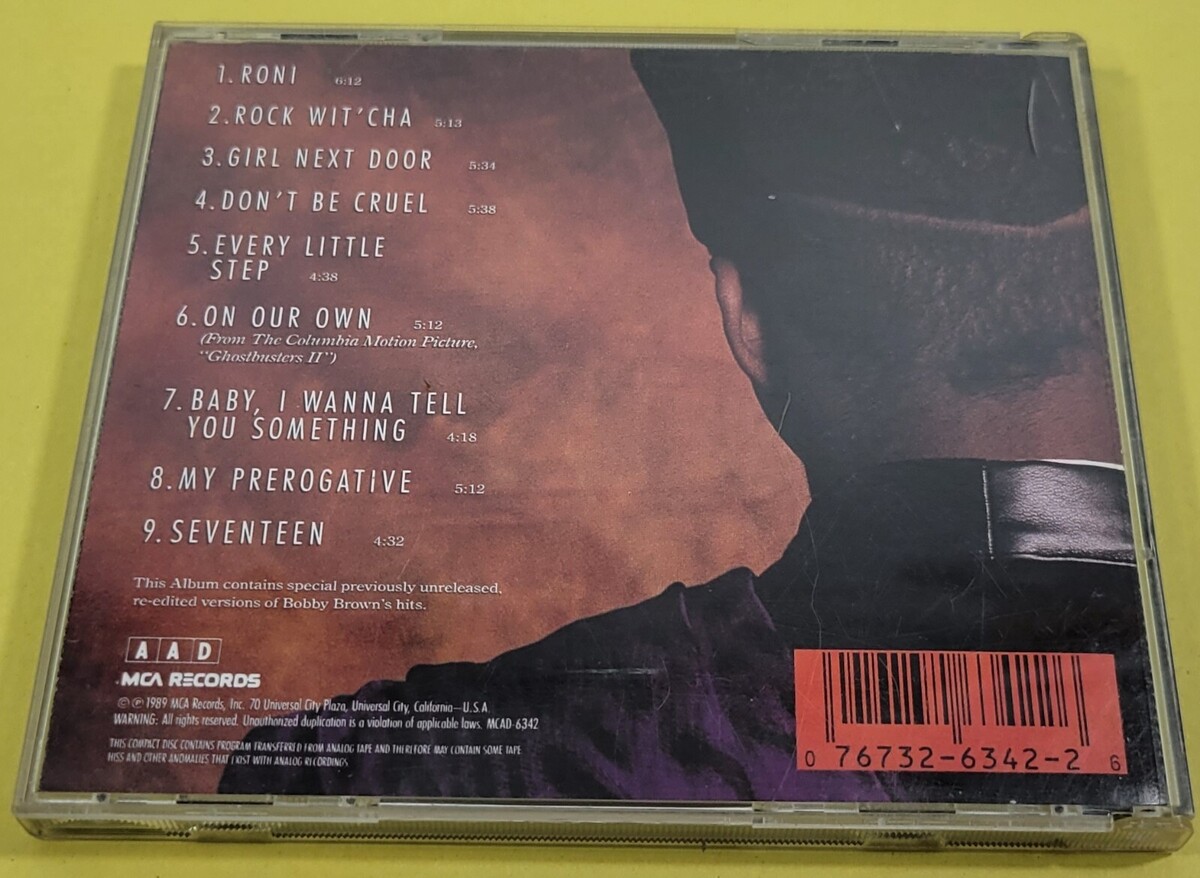 1. RONI 6:12
2. ROCK WIT'CHA 5:13
3. GIRL NEXT DOOR 5:34
4. DON'T BE CRUEL 5:38
5. EVERY LITTLE
STEP 4:38
6. ON OUR OWN 5:12
(From The Columbia Motion Picture,
"Ghostbusters II")
7. BABY, I WANNA TELL
YOU SOMETHING 4:18
8. MY PREROGATIVE 5:12
9. SEVENTEEN 4:32
This Album contains special previously unreleased,
re-edited versions of Bobby Brown's hits.
A A D
MCA RECORDS
© ℗ 1989 MCA Records, Inc. 70 Universal City Plaza, Universal City, California—U.S.A.
WARNING: All rights reserved. Unauthorized duplication is a violation of applicable laws. MCAD-6342
THIS COMPACT DISC CONTAINS PROGRAM TRANSFERRED FROM ANALOG TAPE AND THEREFORE MAY CONTAIN SOME TAPE
HISS AND OTHER ANOMALIES THAT EXIST WITH ANALOG RECORDINGS
0 76732-6342-2 6